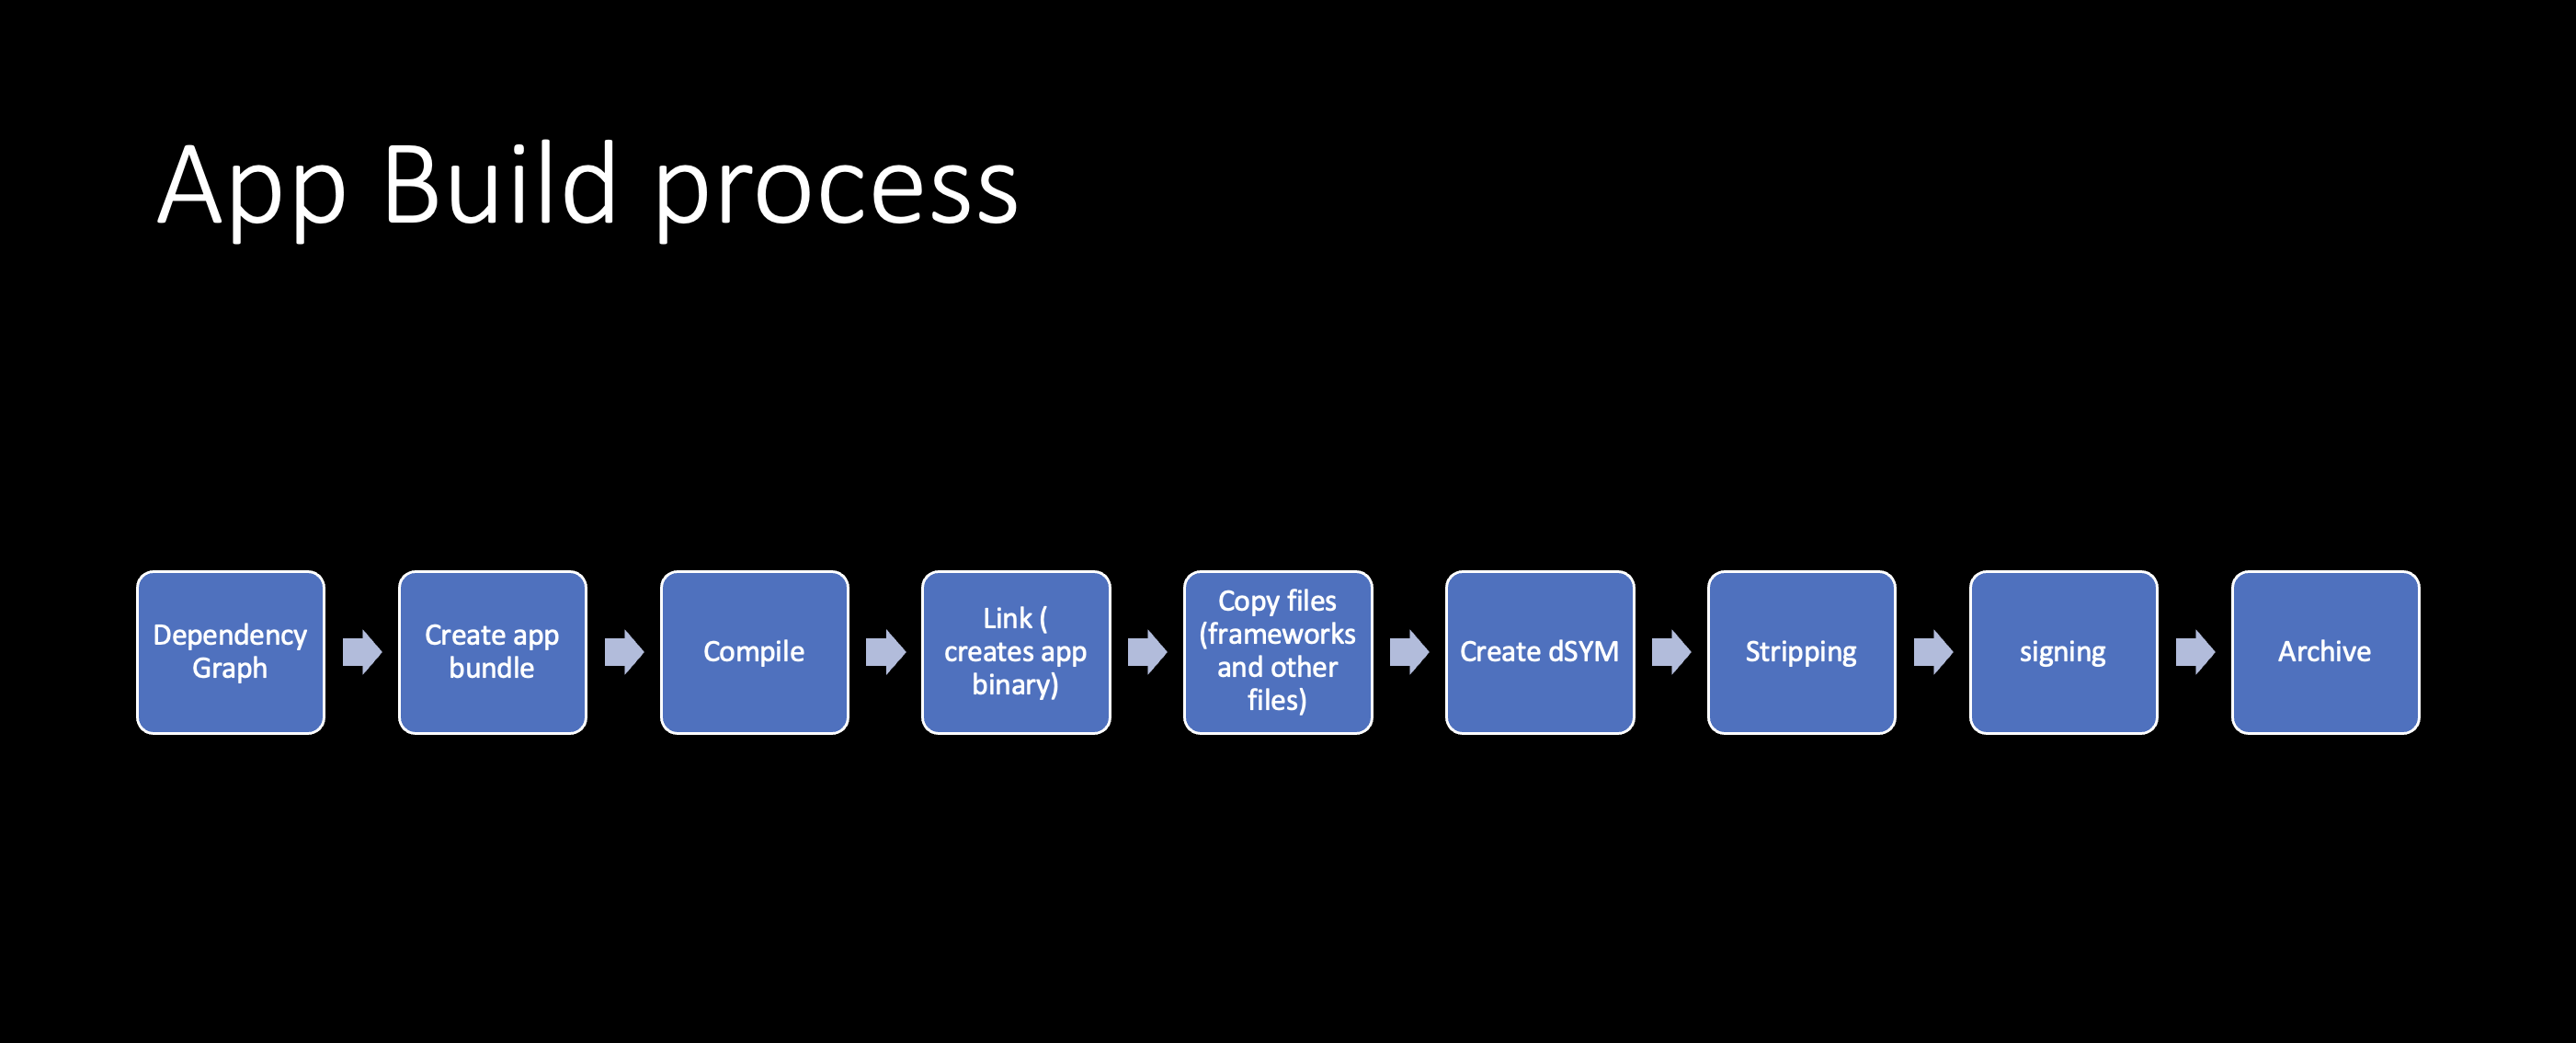 App Build process
Dependency
Graph
Create app
bundle
Compile
Link (
creates app
binary)
Copy files
(frameworks
and other
files)
Create dSYM
Stripping
signing
Archive